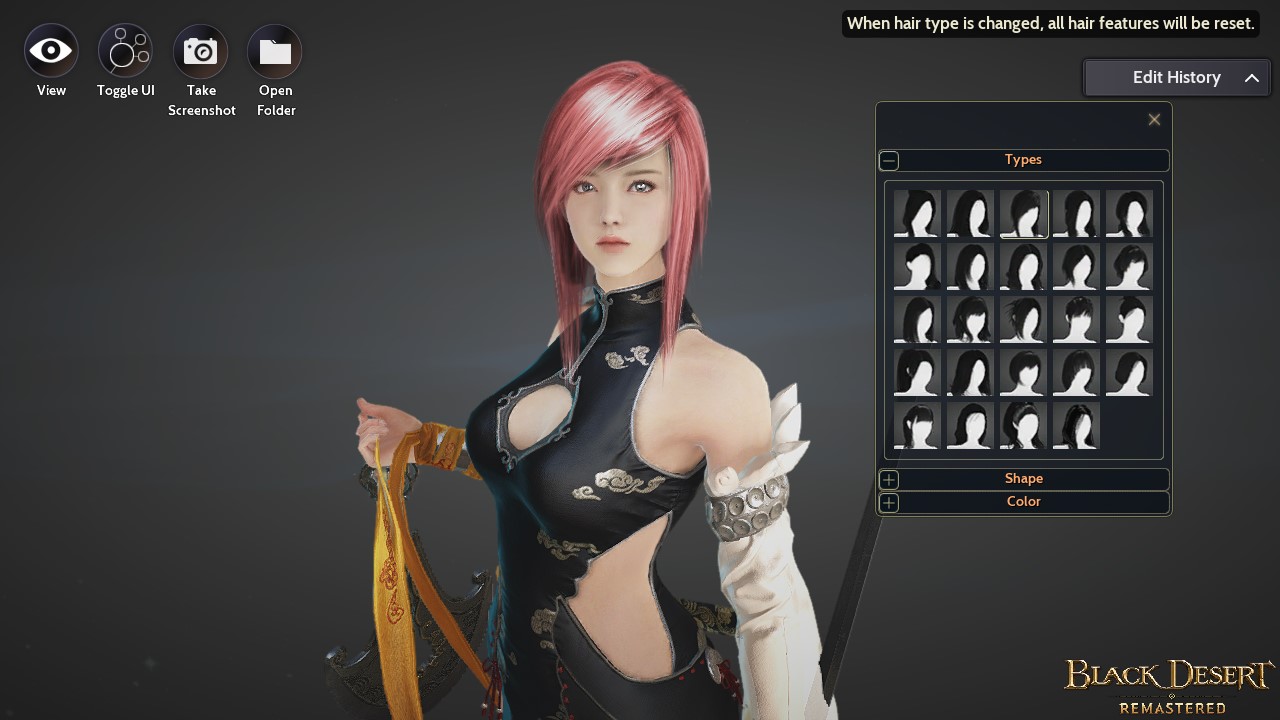 When hair type is changed, all hair features will be reset.
View
Toggle UI
Take
Screenshot
Open
Folder
Edit History
Types
Shape
Color
BLACK DESERT
REMASTERED